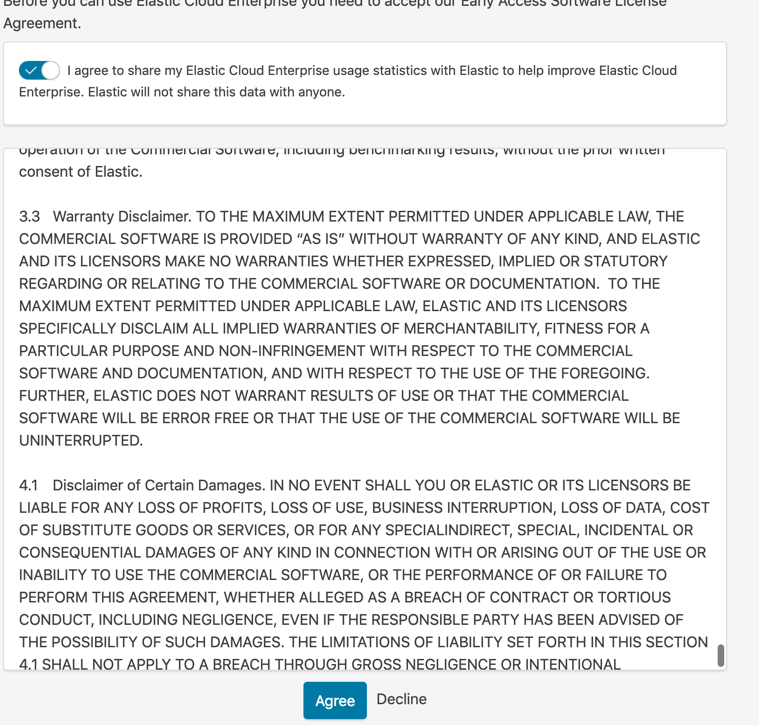 Before you can use Elastic Cloud Enterprise you need to accept our Early Access Software License
Agreement.
I agree to share my Elastic Cloud Enterprise usage statistics with Elastic to help improve Elastic Cloud
Enterprise. Elastic will not share this data with anyone.
operation of the Commercial Software, including benchmarking results, without the prior written
consent of Elastic.
3.3 Warranty Disclaimer. TO THE MAXIMUM EXTENT PERMITTED UNDER APPLICABLE LAW, THE
COMMERCIAL SOFTWARE IS PROVIDED “AS IS” WITHOUT WARRANTY OF ANY KIND, AND ELASTIC
AND ITS LICENSORS MAKE NO WARRANTIES WHETHER EXPRESSED, IMPLIED OR STATUTORY
REGARDING OR RELATING TO THE COMMERCIAL SOFTWARE OR DOCUMENTATION. TO THE
MAXIMUM EXTENT PERMITTED UNDER APPLICABLE LAW, ELASTIC AND ITS LICENSORS
SPECIFICALLY DISCLAIM ALL IMPLIED WARRANTIES OF MERCHANTABILITY, FITNESS FOR A
PARTICULAR PURPOSE AND NON-INFRINGEMENT WITH RESPECT TO THE COMMERCIAL
SOFTWARE AND DOCUMENTATION, AND WITH RESPECT TO THE USE OF THE FOREGOING.
FURTHER, ELASTIC DOES NOT WARRANT RESULTS OF USE OR THAT THE COMMERCIAL
SOFTWARE WILL BE ERROR FREE OR THAT THE USE OF THE COMMERCIAL SOFTWARE WILL BE
UNINTERRUPTED.
4.1 Disclaimer of Certain Damages. IN NO EVENT SHALL YOU OR ELASTIC OR ITS LICENSORS BE
LIABLE FOR ANY LOSS OF PROFITS, LOSS OF USE, BUSINESS INTERRUPTION, LOSS OF DATA, COST
OF SUBSTITUTE GOODS OR SERVICES, OR FOR ANY SPECIALINDIRECT, SPECIAL, INCIDENTAL OR
CONSEQUENTIAL DAMAGES OF ANY KIND IN CONNECTION WITH OR ARISING OUT OF THE USE OR
INABILITY TO USE THE COMMERCIAL SOFTWARE, OR THE PERFORMANCE OF OR FAILURE TO
PERFORM THIS AGREEMENT, WHETHER ALLEGED AS A BREACH OF CONTRACT OR TORTIOUS
CONDUCT, INCLUDING NEGLIGENCE, EVEN IF THE RESPONSIBLE PARTY HAS BEEN ADVISED OF
THE POSSIBILITY OF SUCH DAMAGES. THE LIMITATIONS OF LIABILITY SET FORTH IN THIS SECTION
4.1 SHALL NOT APPLY TO A BREACH THROUGH GROSS NEGLIGENCE OR INTENTIONAL
Agree Decline